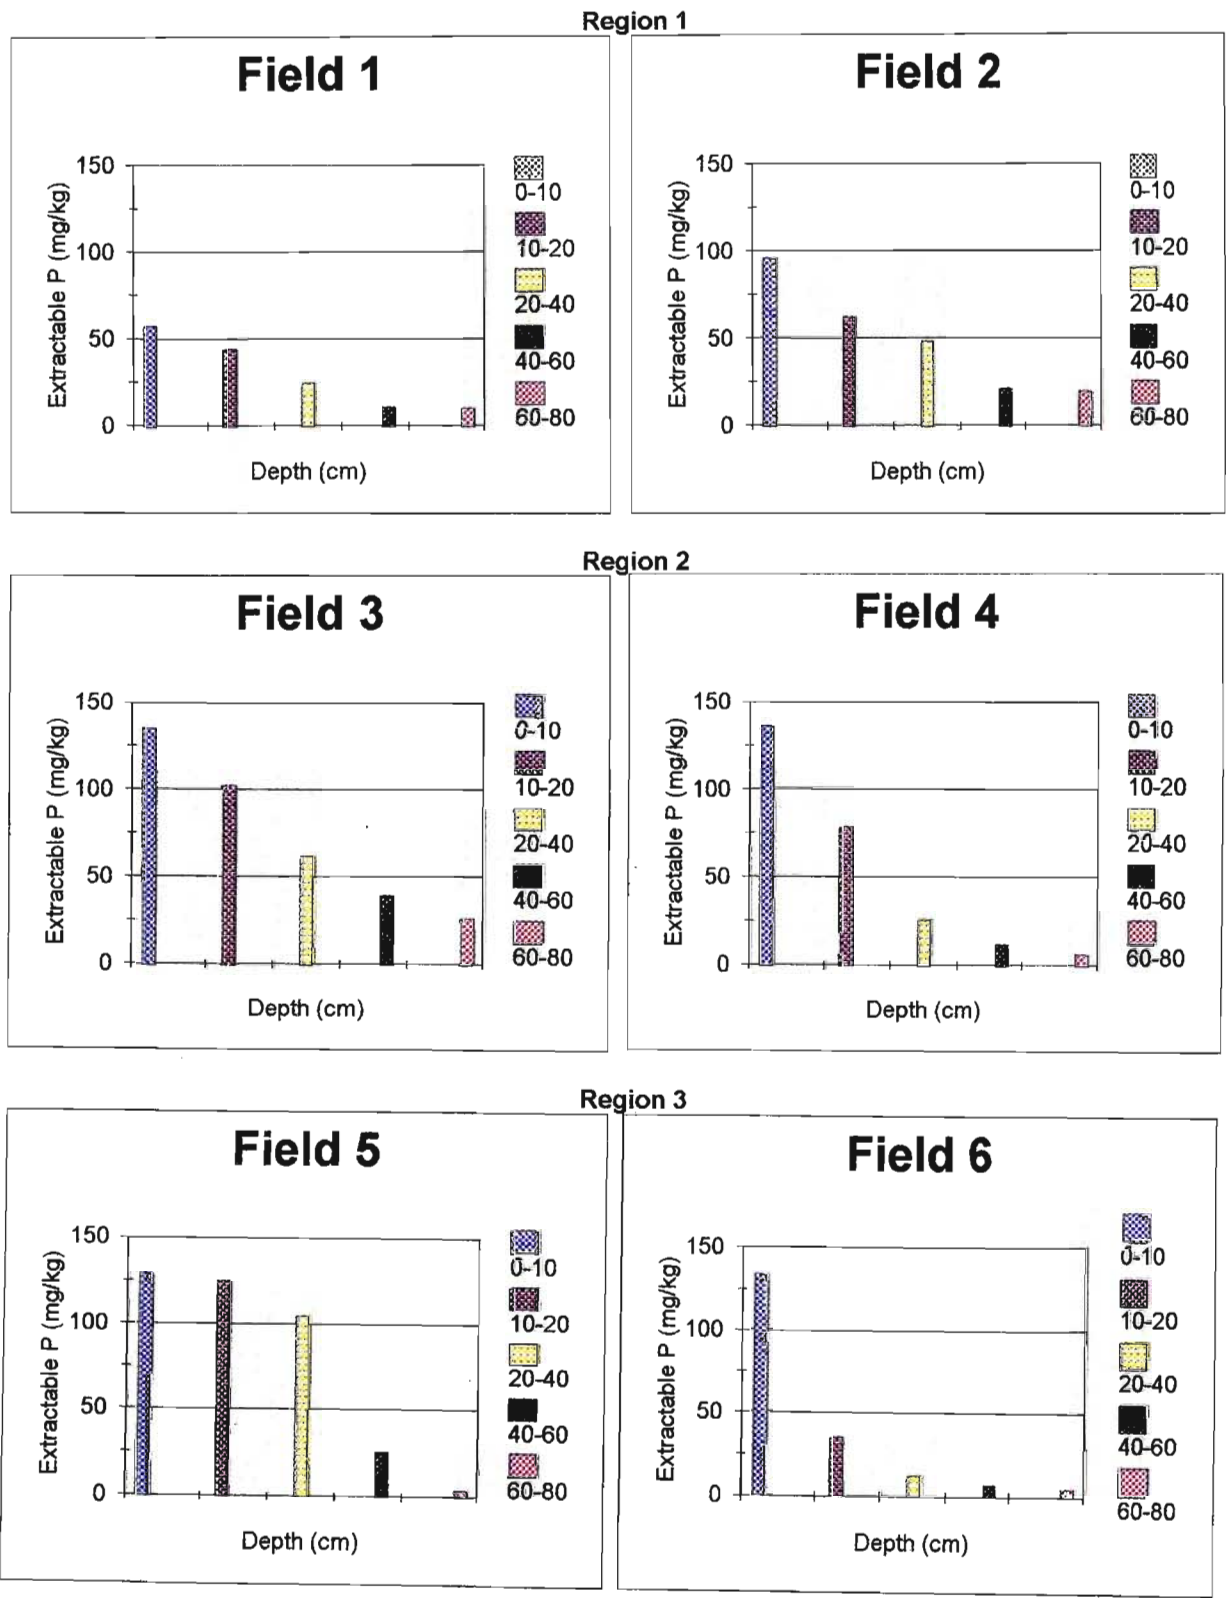 Region 1
Field 1
150
100
50
0
Extractable P (mg/kg)
Depth (cm)
0-10
10-20
20-40
40-60
60-80
Field 2
150
100
50
0
Extractable P (mg/kg)
Depth (cm)
0-10
10-20
20-40
40-60
60-80
Region 2
Field 3
150
100
50
0
Extractable P (mg/kg)
Depth (cm)
0-10
10-20
20-40
40-60
60-80
Field 4
150
100
50
0
Extractable P (mg/kg)
Depth (cm)
0-10
10-20
20-40
40-60
60-80
Region 3
Field 5
150
100
50
0
Extractable P (mg/kg)
Depth (cm)
0-10
10-20
20-40
40-60
60-80
Field 6
150
100
50
0
Extractable P (mg/kg)
Depth (cm)
0-10
10-20
20-40
40-60
60-80